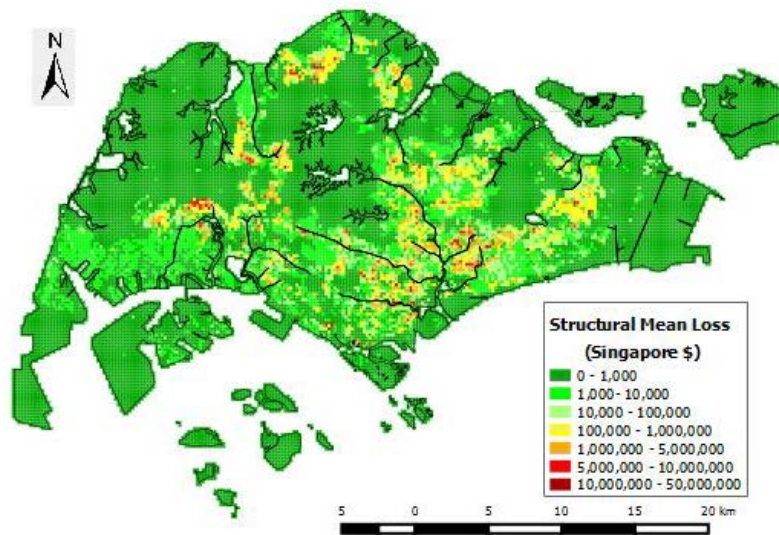 N
Structural Mean Loss
(Singapore $)
0 - 1,000
1,000 - 10,000
10,000 - 100,000
100,000 - 1,000,000
1,000,000 - 5,000,000
5,000,000 - 10,000,000
10,000,000 - 50,000,000
5 0 5 10 15 20 km